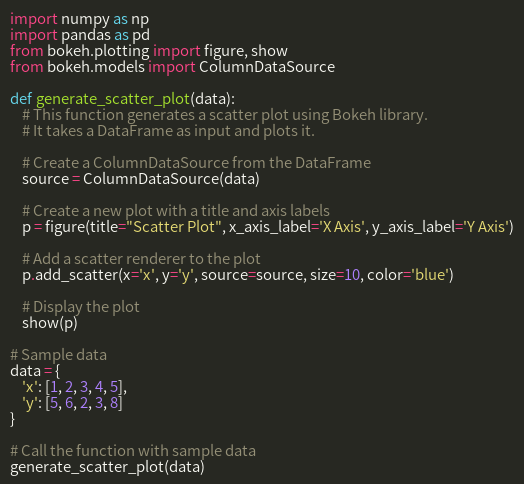 import numpy as np
import pandas as pd
from bokeh.plotting import figure, show
from bokeh.models import ColumnDataSource

def generate_scatter_plot(data):
    # This function generates a scatter plot using Bokeh library.
    # It takes a DataFrame as input and plots it.

    # Create a ColumnDataSource from the DataFrame
    source = ColumnDataSource(data)

    # Create a new plot with a title and axis labels
    p = figure(title="Scatter Plot", x_axis_label='X Axis', y_axis_label='Y Axis')

    # Add a scatter renderer to the plot
    p.add_scatter(x='x', y='y', source=source, size=10, color='blue')

    # Display the plot
    show(p)

# Sample data
data = {
    'x': [1, 2, 3, 4, 5],
    'y': [5, 6, 2, 3, 8]
}

# Call the function with sample data
generate_scatter_plot(data)